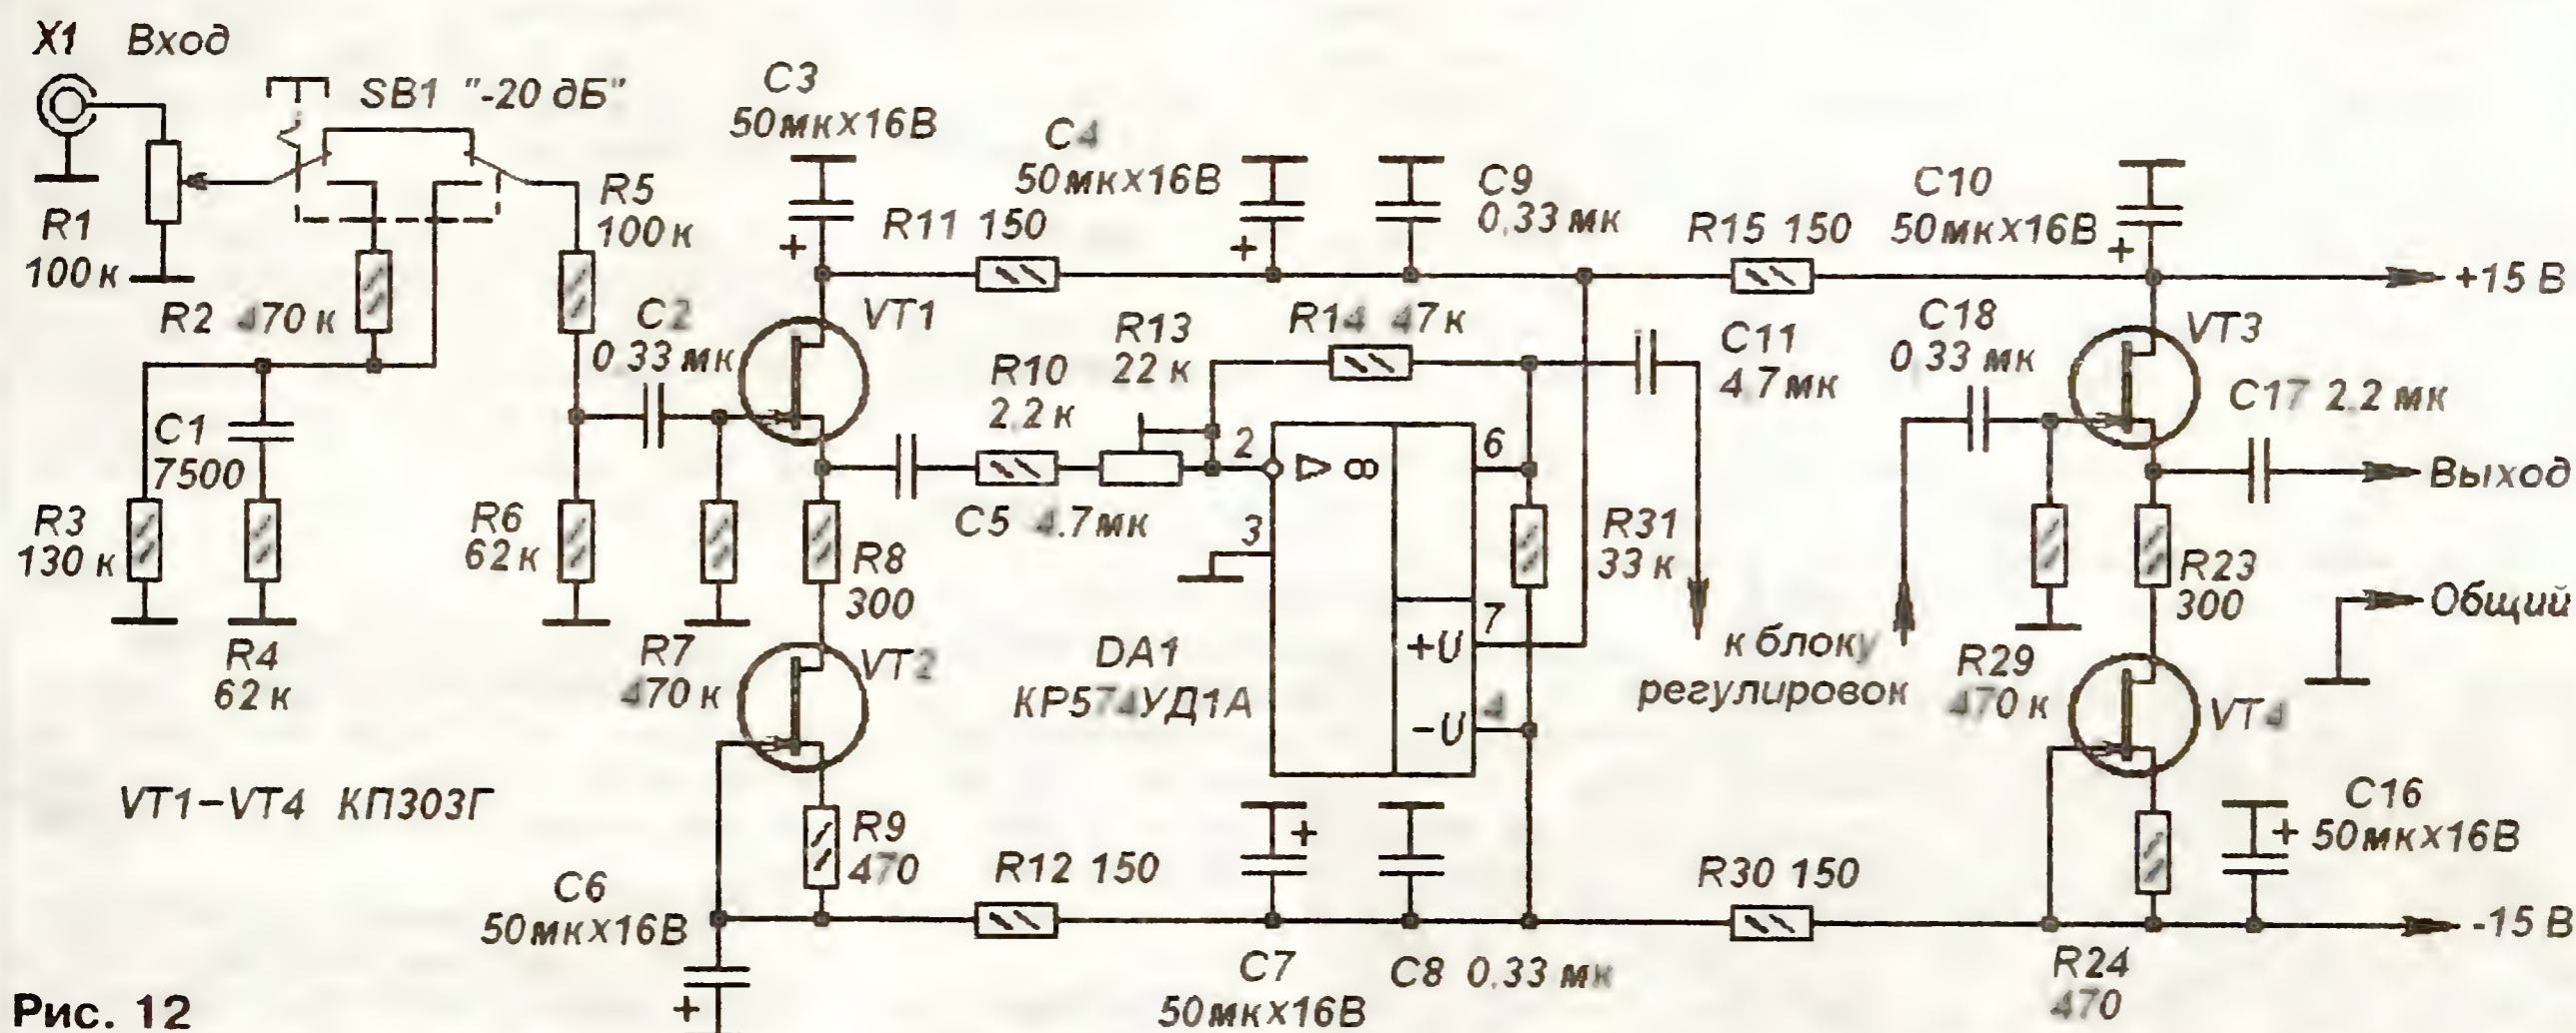 X1 Вход
SB1 "-20 дБ"
R1
100 к
R2 470 к
C1
7500
R3
130 к
R4
62 к
R5
100 к
R6
62 к
C2
0,33 мк
R7
470 к
C3
50мкх16В
VT1
R8
300
VT2
R9
470
C6
50мкх16В
VT1-VT4 КП303Г
R11 150
C4
50мкх16В
C9
0,33 мк
R10
2,2 к
R13
22 к
R14 47к
C5 4.7мк
2
3
▷ ∞
6
7
+U
4
-U
DA1
КР574УД1А
R31
33 к
C11
4.7мк
к блоку
регулировок
R12 150
C7
50мкх16В
C8 0,33 мк
R15 150
C10
50мкх16В
C18
0,33 мк
VT3
C17 2.2 мк
R29
470 к
R23
300
VT4
R30 150
R24
470
C16
50мкх16В
+15 В
Выход
Общий
-15 В
+
+
+
+
+
+
Рис. 12